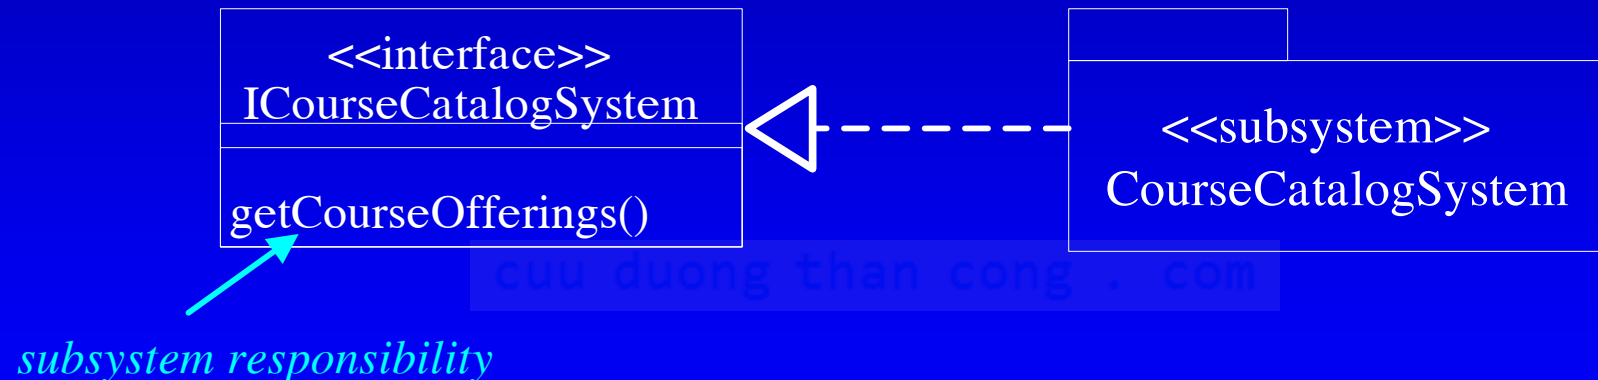 <<interface>>
ICourseCatalogSystem
getCourseOfferings()
<<subsystem>>
CourseCatalogSystem
cuu duong than cong . com
subsystem responsibility